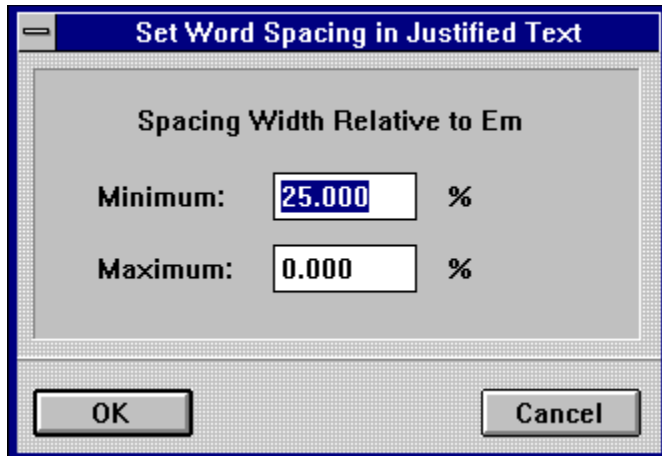 Set Word Spacing in Justified Text
Spacing Width Relative to Em
Minimum: 25.000 %
Maximum: 0.000 %
OK Cancel